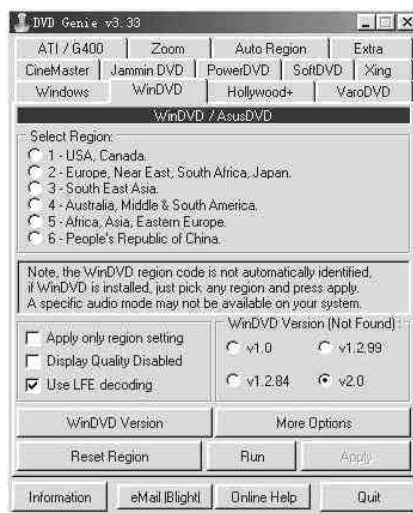 DVD Genie v3.33
ATI / G400 Zoom Auto Region Extra
CineMaster Jammin DVD PowerDVD SoftDVD Xing
Windows WinDVD Hollywood+ VaroDVD
WinDVD / AsusDVD
Select Region:
1 - USA, Canada.
2 - Europe, Near East, South Africa, Japan.
3 - South East Asia.
4 - Australia, Middle & South America.
5 - Africa, Asia, Eastern Europe.
6 - People's Republic of China.
Note, the WinDVD region code is not automatically identified,
if WinDVD is installed, just pick any region and press apply.
A specific audio mode may not be available on your system.
WinDVD Version (Not Found) :
Apply only region setting
Display Quality Disabled
Use LFE decoding
v1.0 v1.2.99
v1.2.84 v2.0
WinDVD Version More Options
Reset Region Run Apply
Information eMail |Blight| Online Help Quit